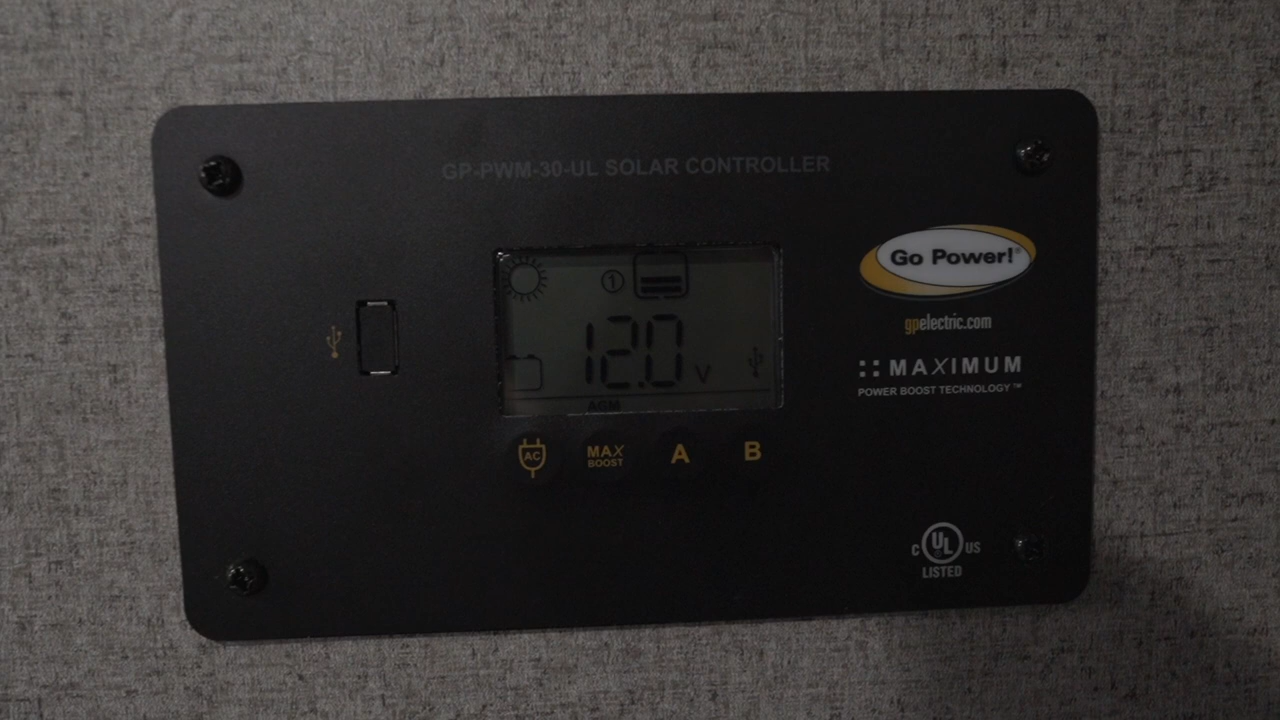 GP-PWM-30-UL SOLAR CONTROLLER
Go Power!®
gpelectric.com
MAXIMUM
POWER BOOST TECHNOLOGY™
1
12.0 V
AGM
AC
MAX BOOST
A
B
C UL US
LISTED